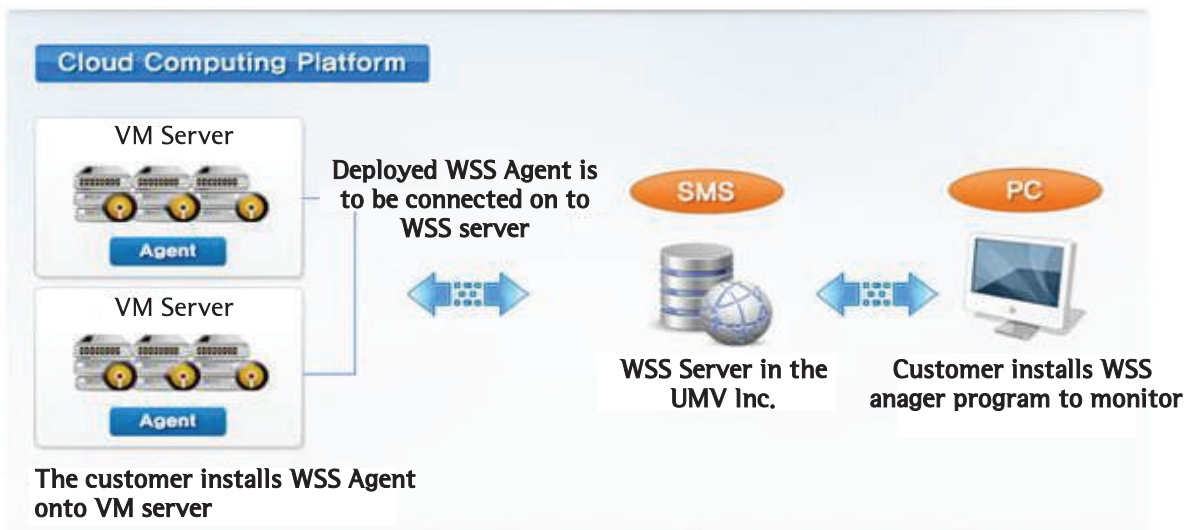 Cloud Computing Platform
VM Server
Agent
VM Server
Agent
The customer installs WSS Agent
onto VM server
Deployed WSS Agent is
to be connected on to
WSS server
SMS
WSS Server in the
UMV Inc.
PC
Customer installs WSS
anager program to monitor